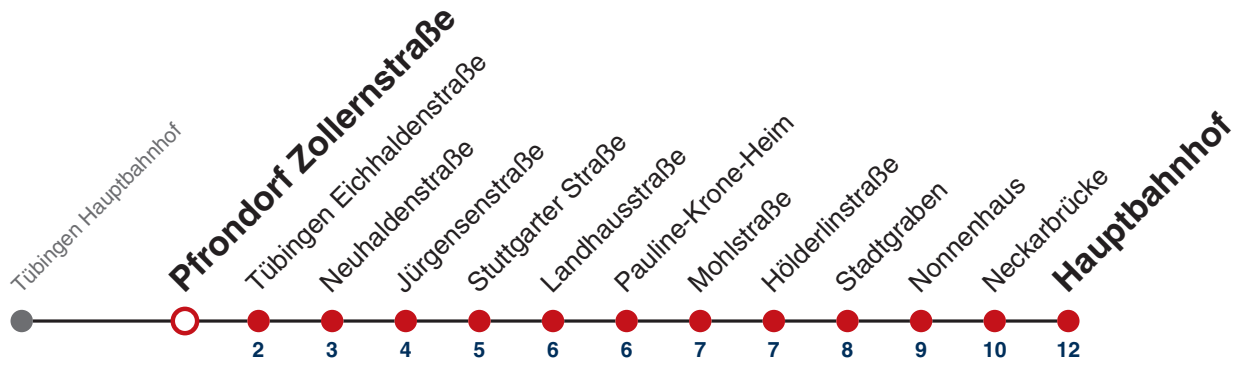 Tübingen Hauptbahnhof
Pfrondorf Zollernstraße
Tübingen Eichhaldenstraße
Neuhaldenstraße
Jürgensenstraße
Stuttgarter Straße
Landhausstraße
Pauline-Krone-Heim
Mohlstraße
Hölderlinstraße
Stadtgraben
Nonnenhaus
Neckarbrücke
Hauptbahnhof
2 3 4 5 6 6 7 7 8 9 10 12